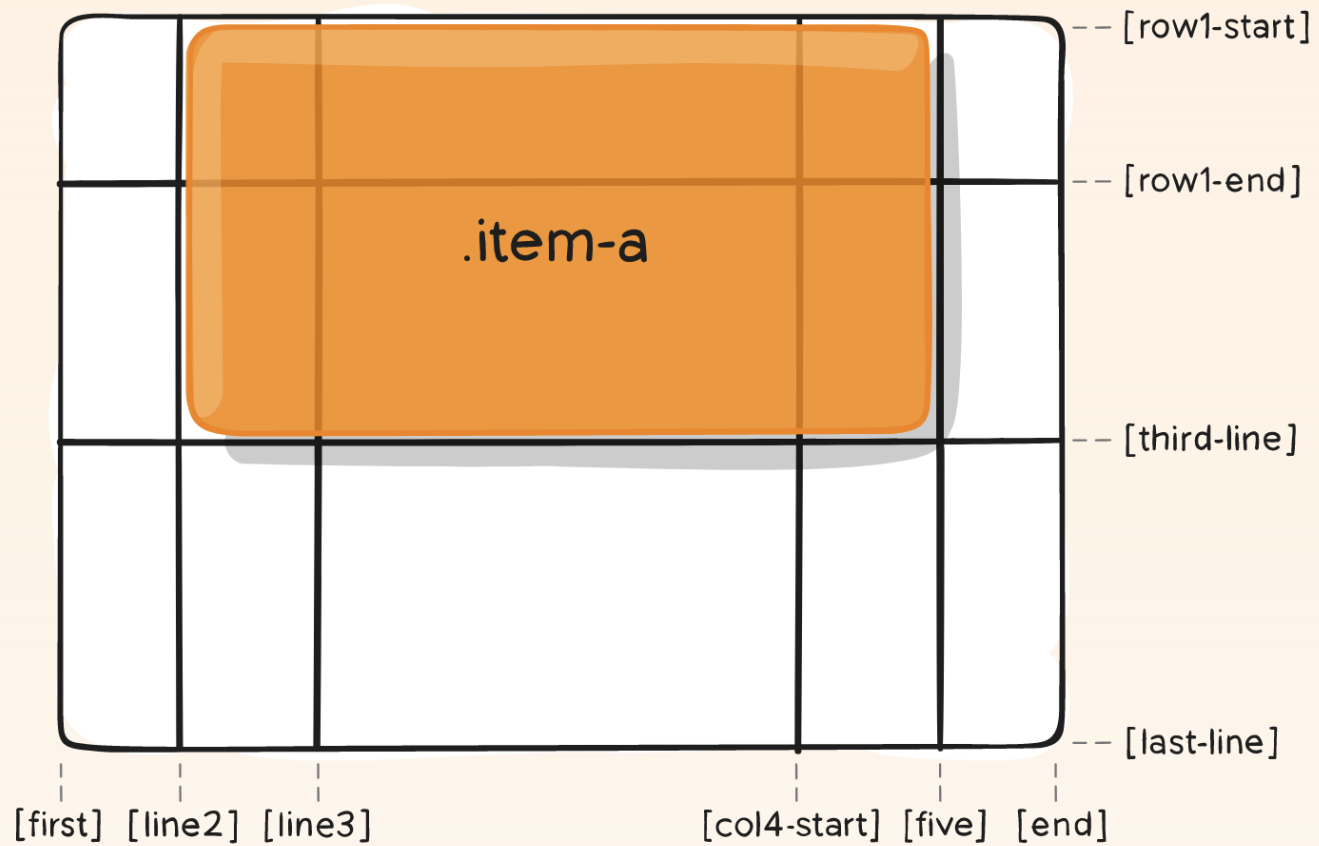 [row1-start]
[row1-end]
.item-a
[third-line]
[last-line]
[first] [line2] [line3] [col4-start] [five] [end]